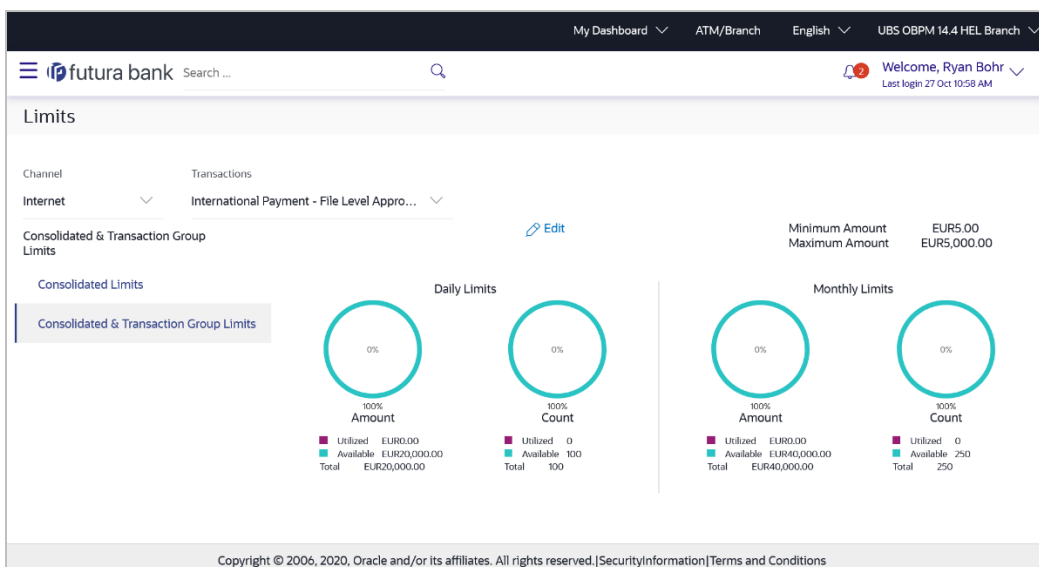 My Dashboard ATM/Branch English UBS OBPM 14.4 HEL Branch
futura bank Search ... 2 Welcome, Ryan Bohr
Last login 27 Oct 10:58 AM
Limits
Channel Transactions
Internet International Payment - File Level Appro...
Consolidated & Transaction Group
Limits
Edit
Minimum Amount EUR5.00
Maximum Amount EUR5,000.00
Consolidated Limits
Consolidated & Transaction Group Limits
Daily Limits Monthly Limits
0% 0% 0% 0%
100% 100% 100% 100%
Amount Count Amount Count
Utilized EUR0.00 Utilized 0 Utilized EUR0.00 Utilized 0
Available EUR20,000.00 Available 100 Available EUR40,000.00 Available 250
Total EUR20,000.00 Total 100 Total EUR40,000.00 Total 250
Copyright © 2006, 2020, Oracle and/or its affiliates. All rights reserved.|SecurityInformation|Terms and Conditions